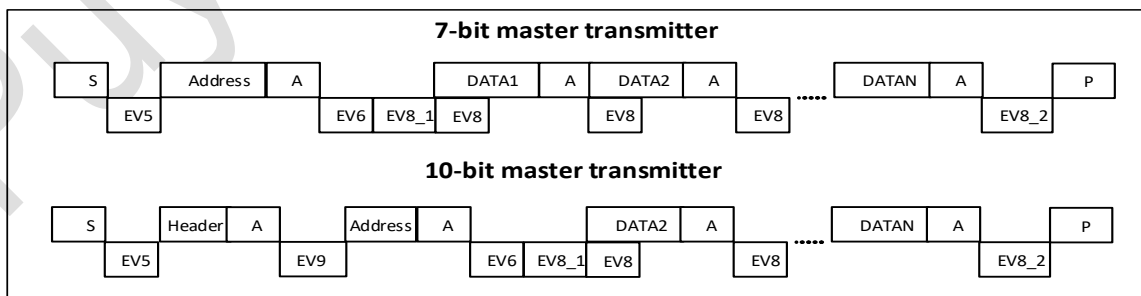 7-bit master transmitter
S Address A DATA1 A DATA2 A ..... DATAN A P
EV5 EV6 EV8_1 EV8 EV8 EV8 EV8_2
10-bit master transmitter
S Header A Address A DATA2 A ..... DATAN A P
EV5 EV9 EV6 EV8_1 EV8 EV8 EV8_2